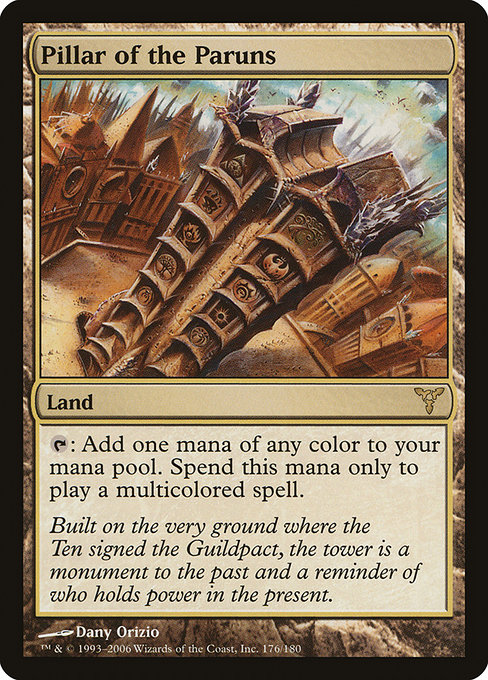 Pillar of the Paruns
Land
: Add one mana of any color to your
mana pool. Spend this mana only to
play a multicolored spell.
Built on the very ground where the
Ten signed the Guildpact, the tower is a
monument to the past and a reminder of
who holds power in the present.
Dany Orizio
™ & © 1993–2006 Wizards of the Coast, Inc. 176/180